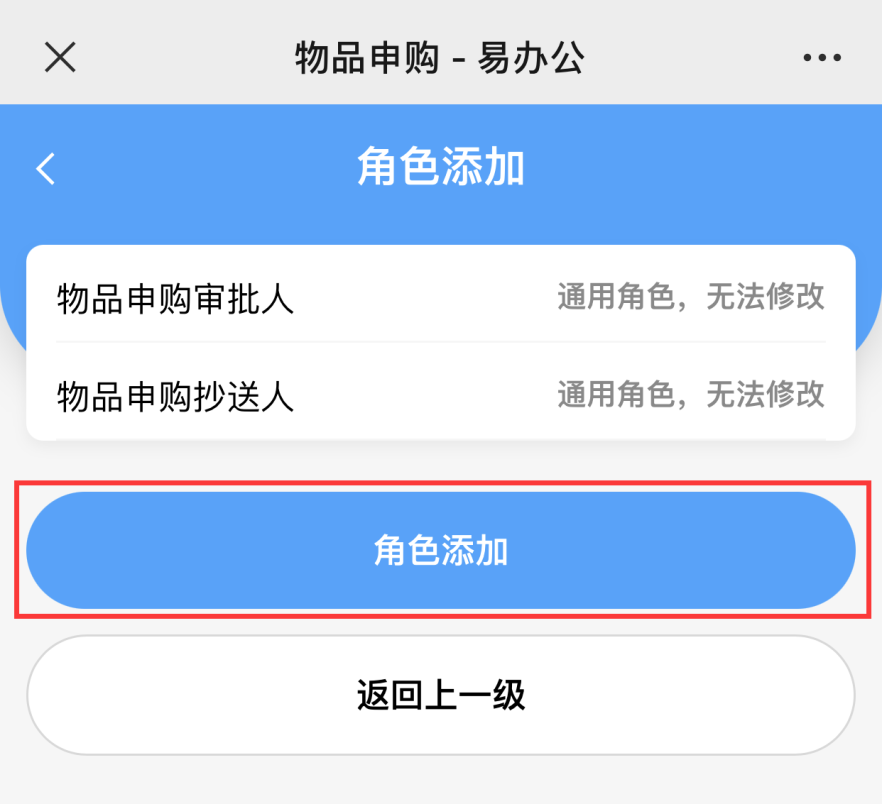 物品申购 - 易办公
角色添加
物品申购审批人 通用角色，无法修改
物品申购抄送人 通用角色，无法修改
角色添加
返回上一级